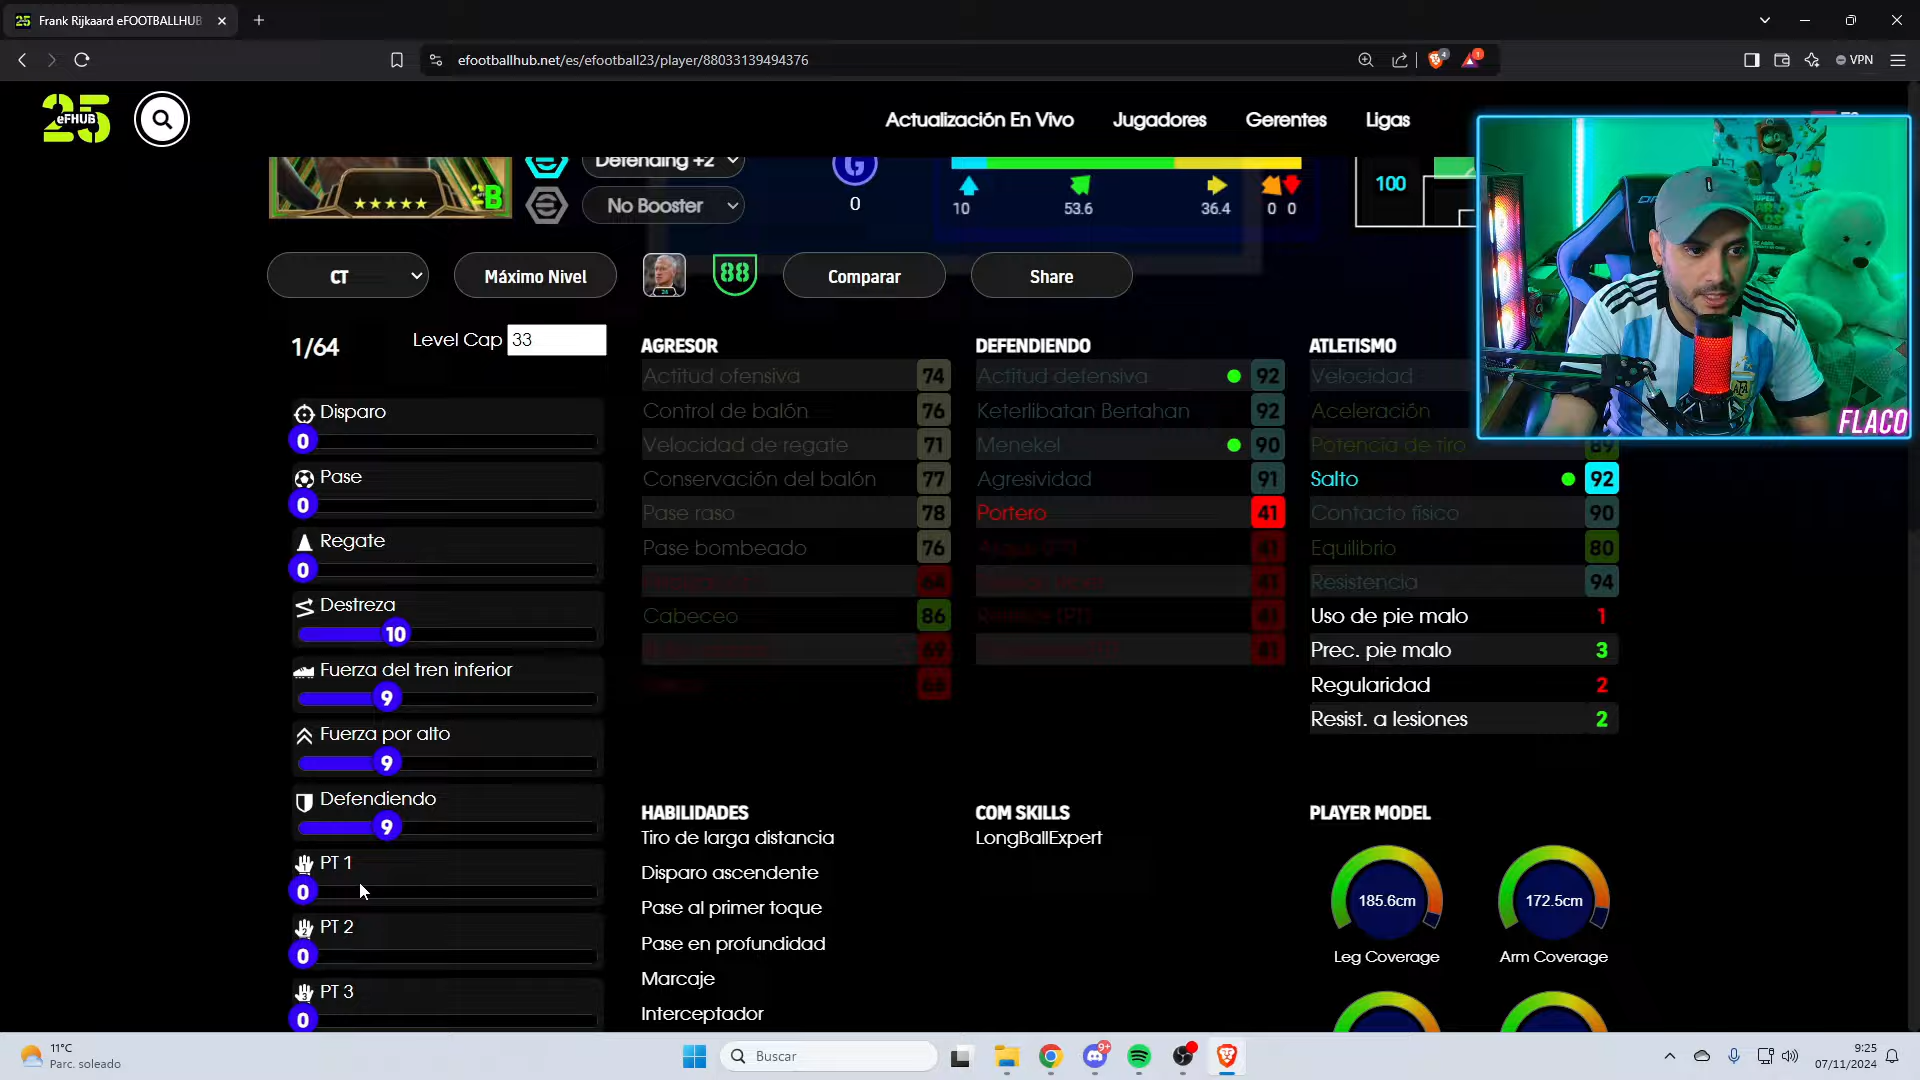 Frank Rijkaard eFOOTBALLHUB
efootballhub.net/es/efootball23/player/88033139494376
VPN
25
eFHUB
Actualización En Vivo
Jugadores
Gerentes
Ligas
Defending +2
No Booster
B
G
0
10
53.6
36.4
0 0
100
CT
Máximo Nivel
88
Comparar
Share
1/64
Level Cap 33
Disparo
0
Pase
0
Regate
0
Destreza
10
Fuerza del tren inferior
9
Fuerza por alto
9
Defendiendo
9
PT 1
0
PT 2
0
PT 3
0
AGRESOR
Actitud ofensiva 74
Control de balón 76
Velocidad de regate 71
Conservación del balón 77
Pase raso 78
Pase bombeado 76
64
Cabeceo 86
69
66
DEFENDIENDO
Actitud defensiva 92
Keterlibatan Bertahan 92
Menekel 90
Agresividad 91
Portero 41
41
41
41
41
ATLETISMO
Velocidad
Aceleración
Potencia de tiro 89
Salto 92
Contacto físico 90
Equilibrio 80
Resistencia 94
Uso de pie malo 1
Prec. pie malo 3
Regularidad 2
Resist. a lesiones 2
FLACO
HABILIDADES
Tiro de larga distancia
Disparo ascendente
Pase al primer toque
Pase en profundidad
Marcaje
Interceptador
COM SKILLS
LongBallExpert
PLAYER MODEL
185.6cm
Leg Coverage
172.5cm
Arm Coverage
11°C
Parc. soleado
Buscar
9:25
07/11/2024